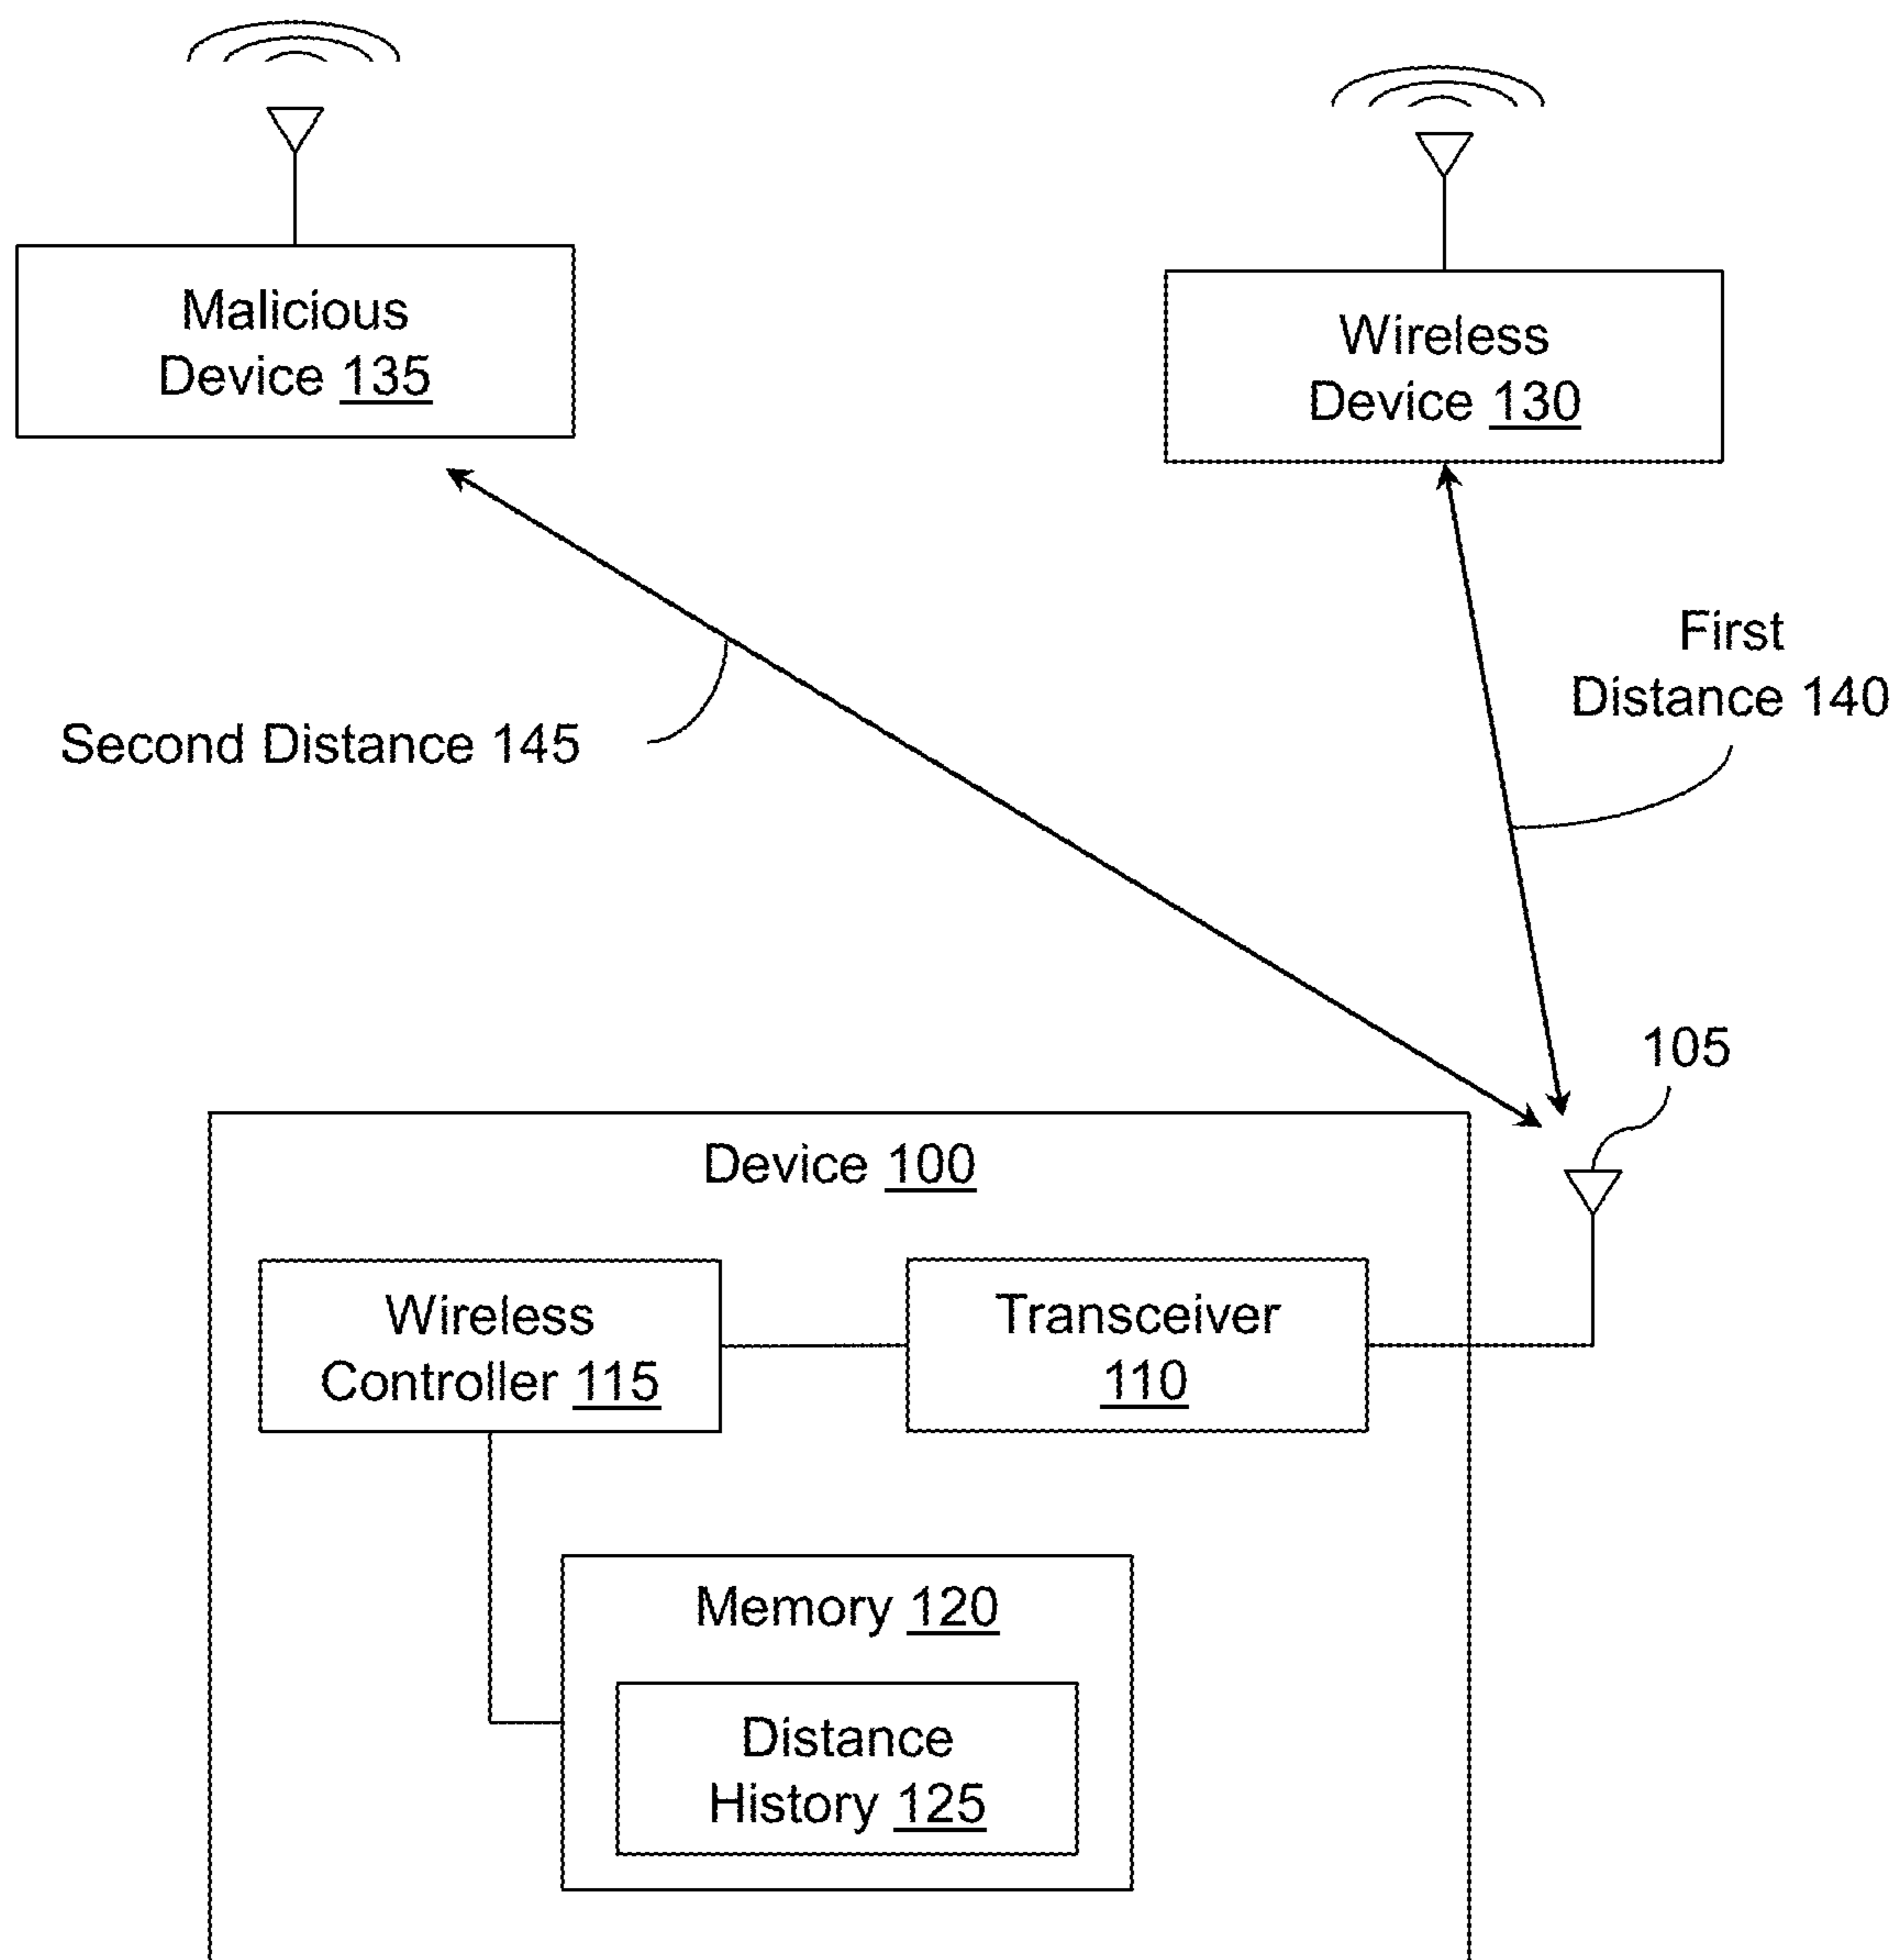 Malicious
Device 135
Wireless
Device 130
First
Distance 140
Second Distance 145
105
Device 100
Wireless
Controller 115
Transceiver
110
Memory 120
Distance
History 125